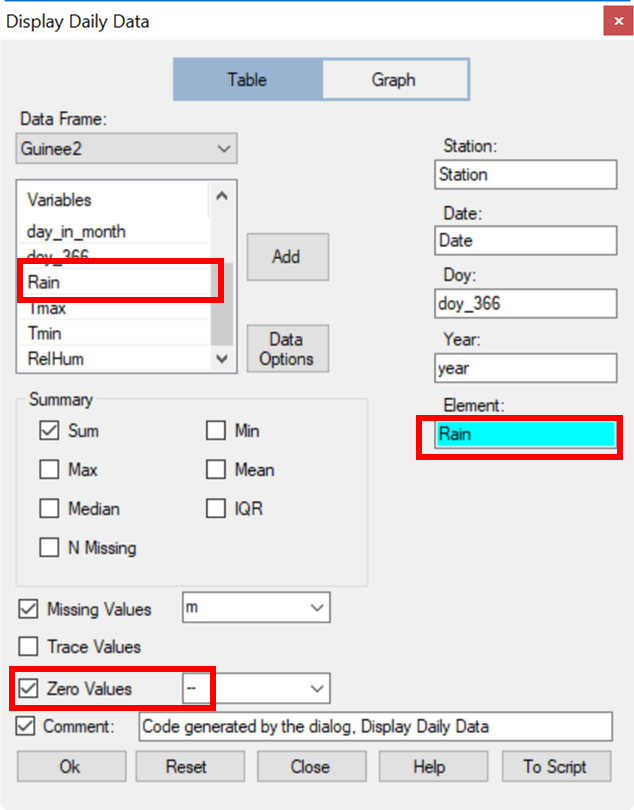 Display Daily Data
×
Table Graph
Data Frame:
Guinee2
Variables
day_in_month
doy_366
Rain
Tmax
Tmin
RelHum
Add
Data
Options
Station:
Station
Date:
Date
Doy:
doy_366
Year:
year
Element:
Rain
Summary
Sum Min
Max Mean
Median IQR
N Missing
Missing Values m
Trace Values
Zero Values --
Comment: Code generated by the dialog, Display Daily Data
Ok Reset Close Help To Script